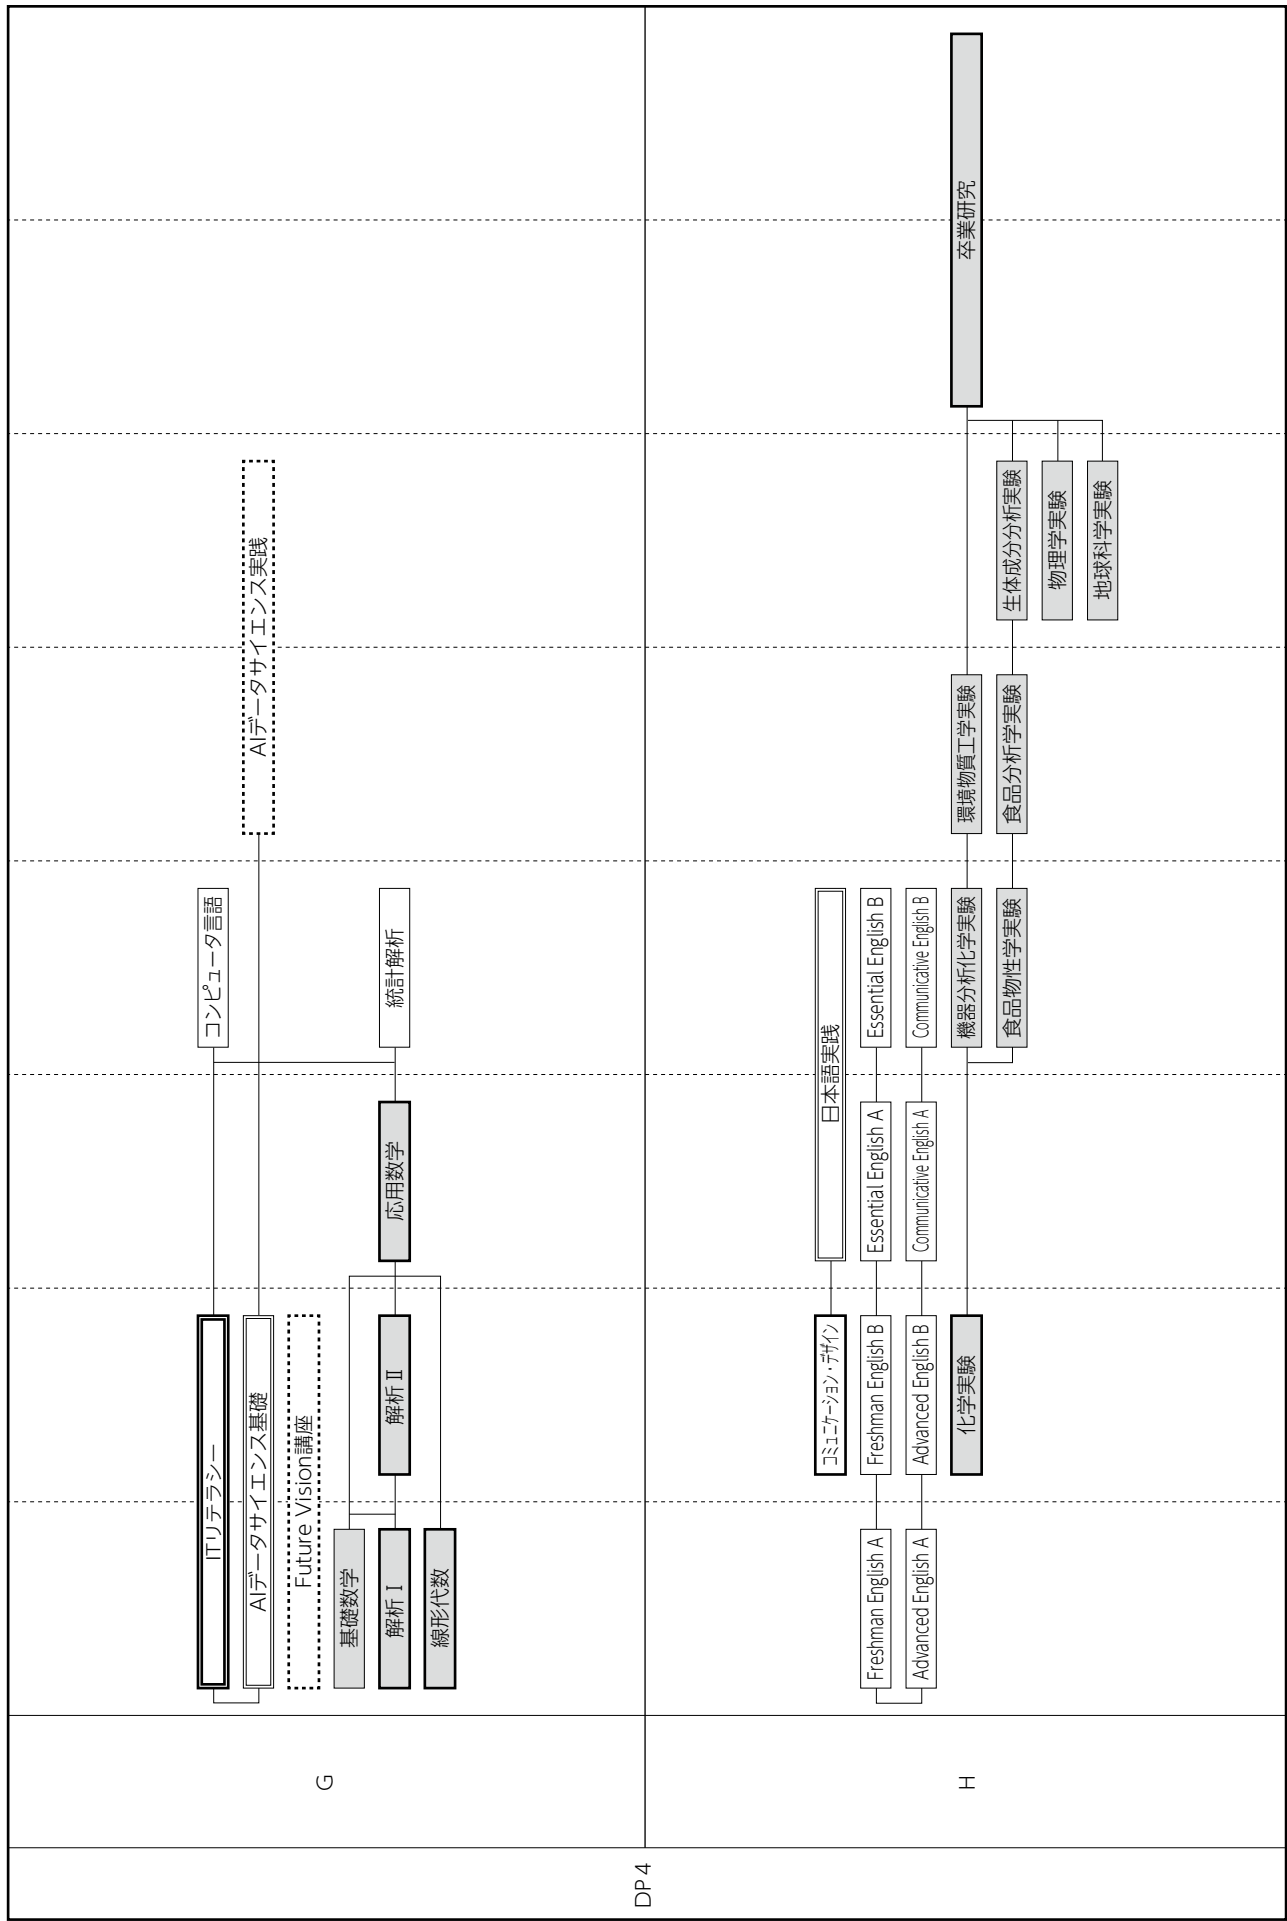 DP4
G
ITリテラシー
コンピュータ言語
AIデータサイエンス基礎
AIデータサイエンス実践
Future Vision講座
基礎数学
解析Ⅰ
解析Ⅱ
応用数学
統計解析
線形代数
H
コミュニケーション・デザイン
日本語実践
Freshman English A
Freshman English B
Essential English A
Essential English B
Advanced English A
Advanced English B
Communicative English A
Communicative English B
化学実験
機器分析化学実験
環境物質工学実験
卒業研究
食品物性学実験
食品分析学実験
生体成分分析実験
物理学実験
地球科学実験